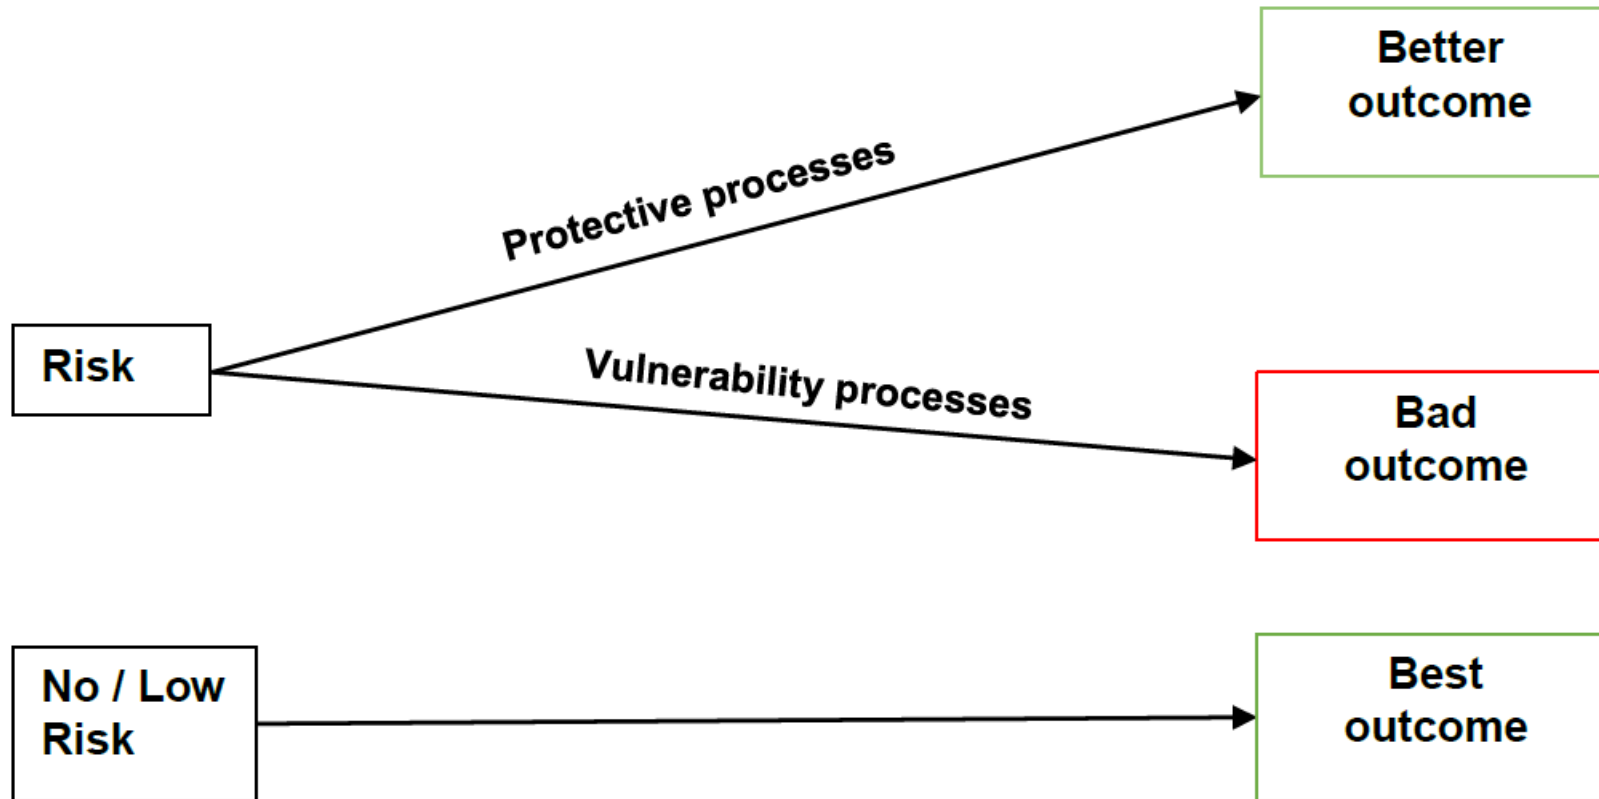 Better
outcome
Protective processes
Risk
Vulnerability processes
Bad
outcome
No / Low
Risk
Best
outcome